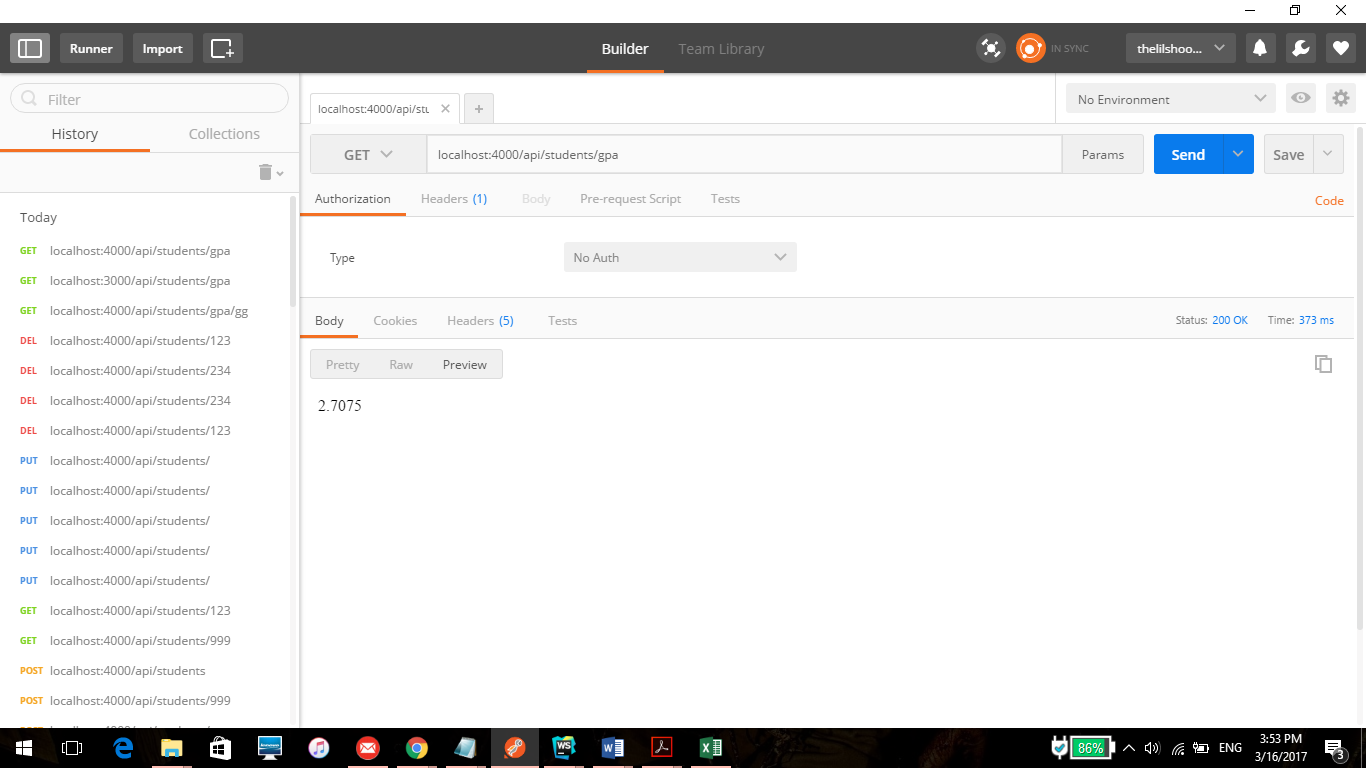 Runner Import Builder Team Library IN SYNC thelilshoo...
Filter
History Collections
Today
GET localhost:4000/api/students/gpa
GET localhost:3000/api/students/gpa
GET localhost:4000/api/students/gpa/gg
DEL localhost:4000/api/students/123
DEL localhost:4000/api/students/234
DEL localhost:4000/api/students/234
DEL localhost:4000/api/students/123
PUT localhost:4000/api/students/
PUT localhost:4000/api/students/
PUT localhost:4000/api/students/
PUT localhost:4000/api/students/
PUT localhost:4000/api/students/
GET localhost:4000/api/students/123
GET localhost:4000/api/students/999
POST localhost:4000/api/students
POST localhost:4000/api/students/999
localhost:4000/api/stu × +
No Environment
GET localhost:4000/api/students/gpa Params Send Save
Authorization Headers (1) Body Pre-request Script Tests Code
Type No Auth
Body Cookies Headers (5) Tests Status: 200 OK Time: 373 ms
Pretty Raw Preview
2.7075
WS
86% ENG
3:53 PM
3/16/2017
3